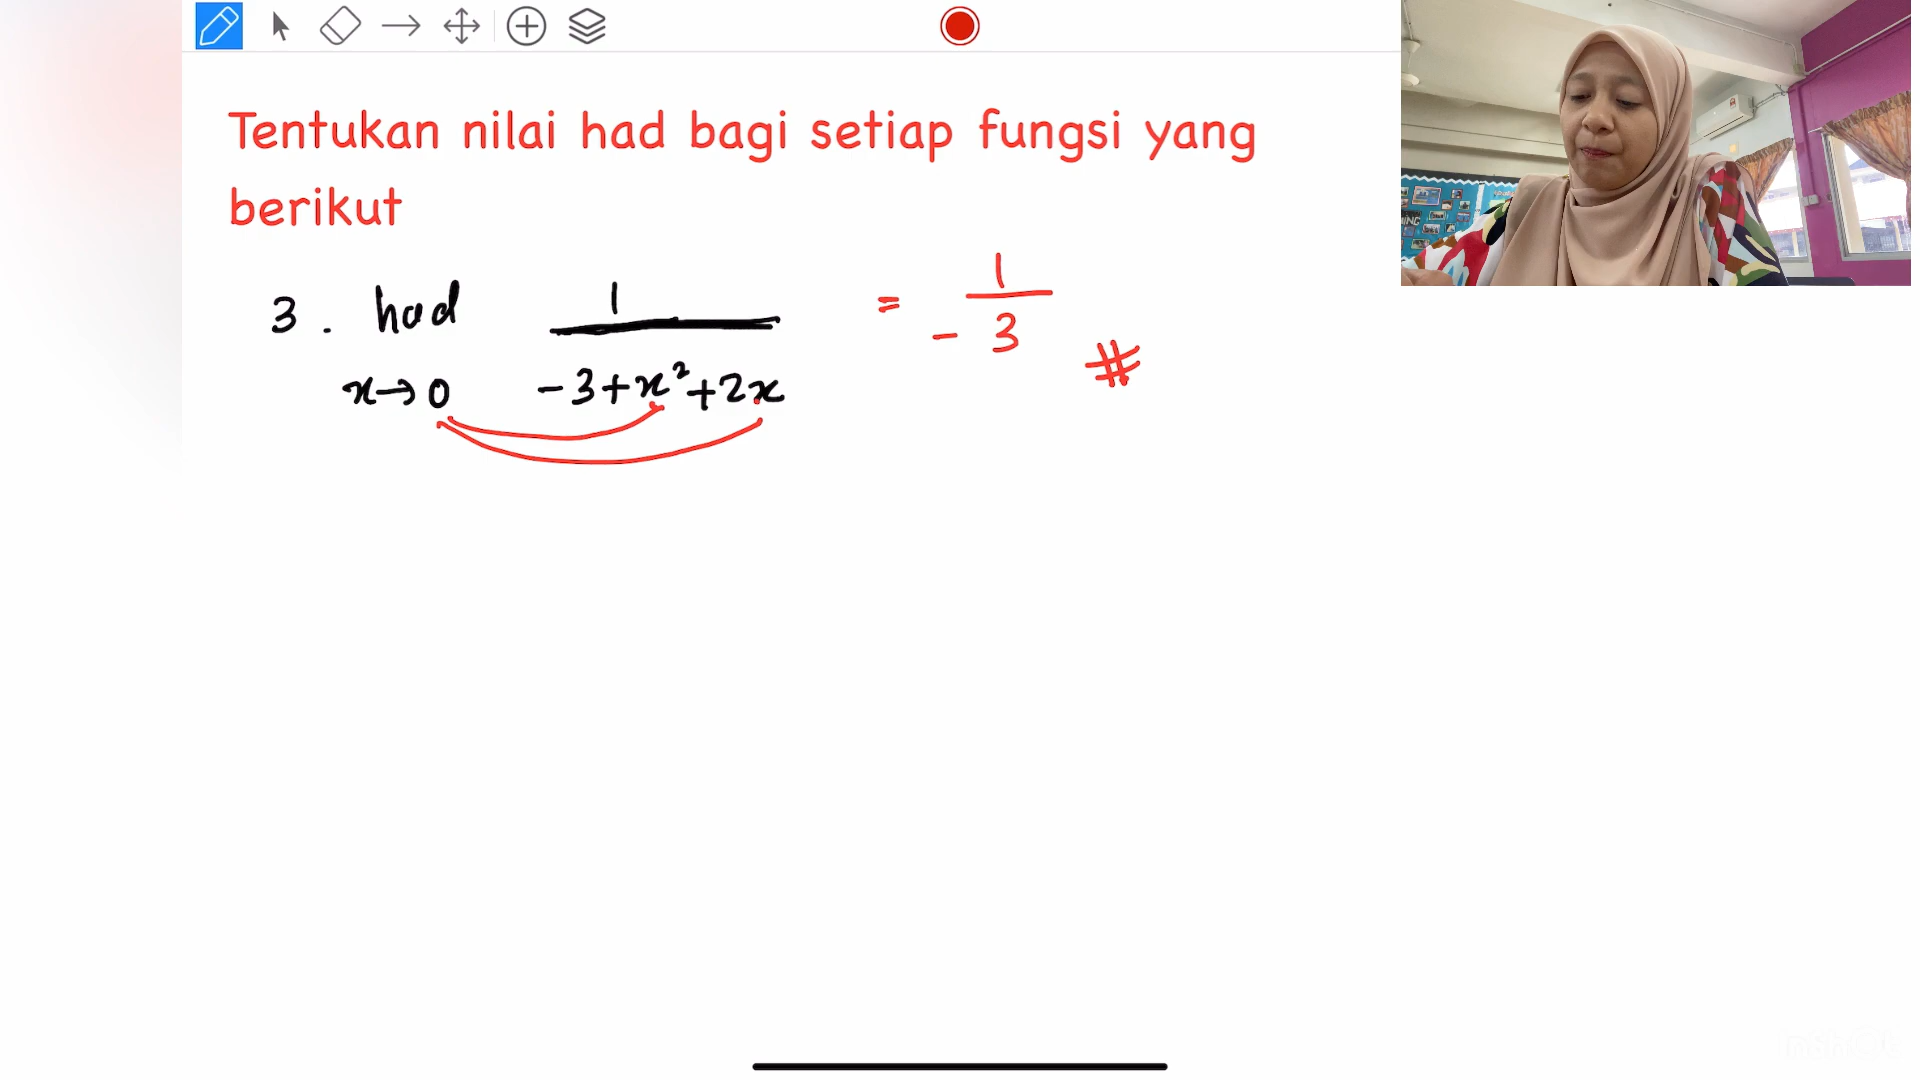 Tentukan nilai had bagi setiap fungsi yang
berikut
3. had 1 = 1
x→0 -3+x²+2x - 3 #